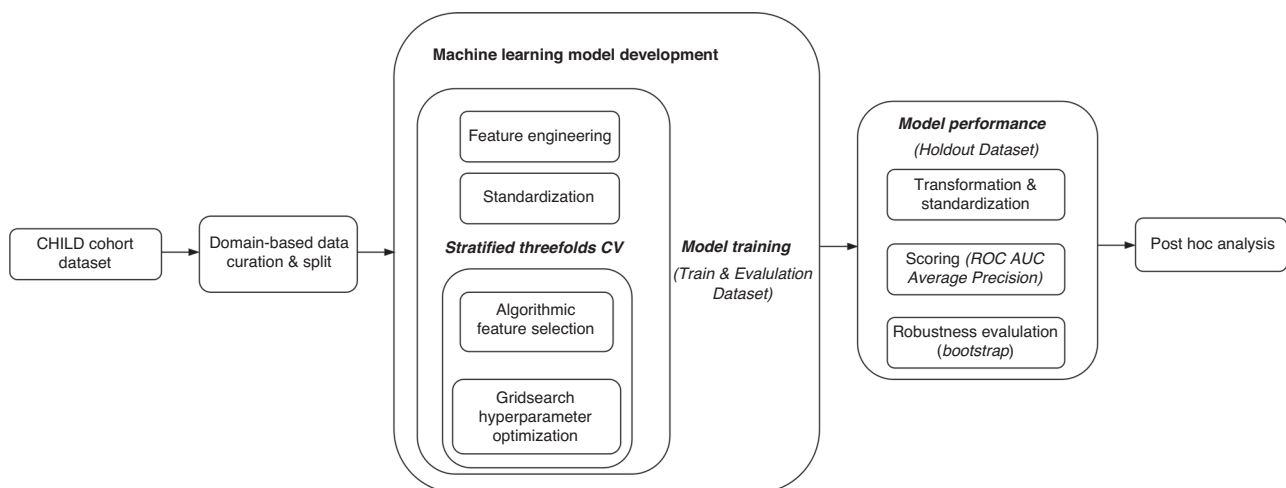 CHILD cohort
dataset
Domain-based data
curation & split
Machine learning model development
Feature engineering
Standardization
Stratified threefolds CV
Algorithmic
feature selection
Gridsearch
hyperparameter
optimization
Model training
(Train & Evalulation
Dataset)
Model performance
(Holdout Dataset)
Transformation &
standardization
Scoring (ROC AUC
Average Precision)
Robustness evalulation
(bootstrap)
Post hoc analysis